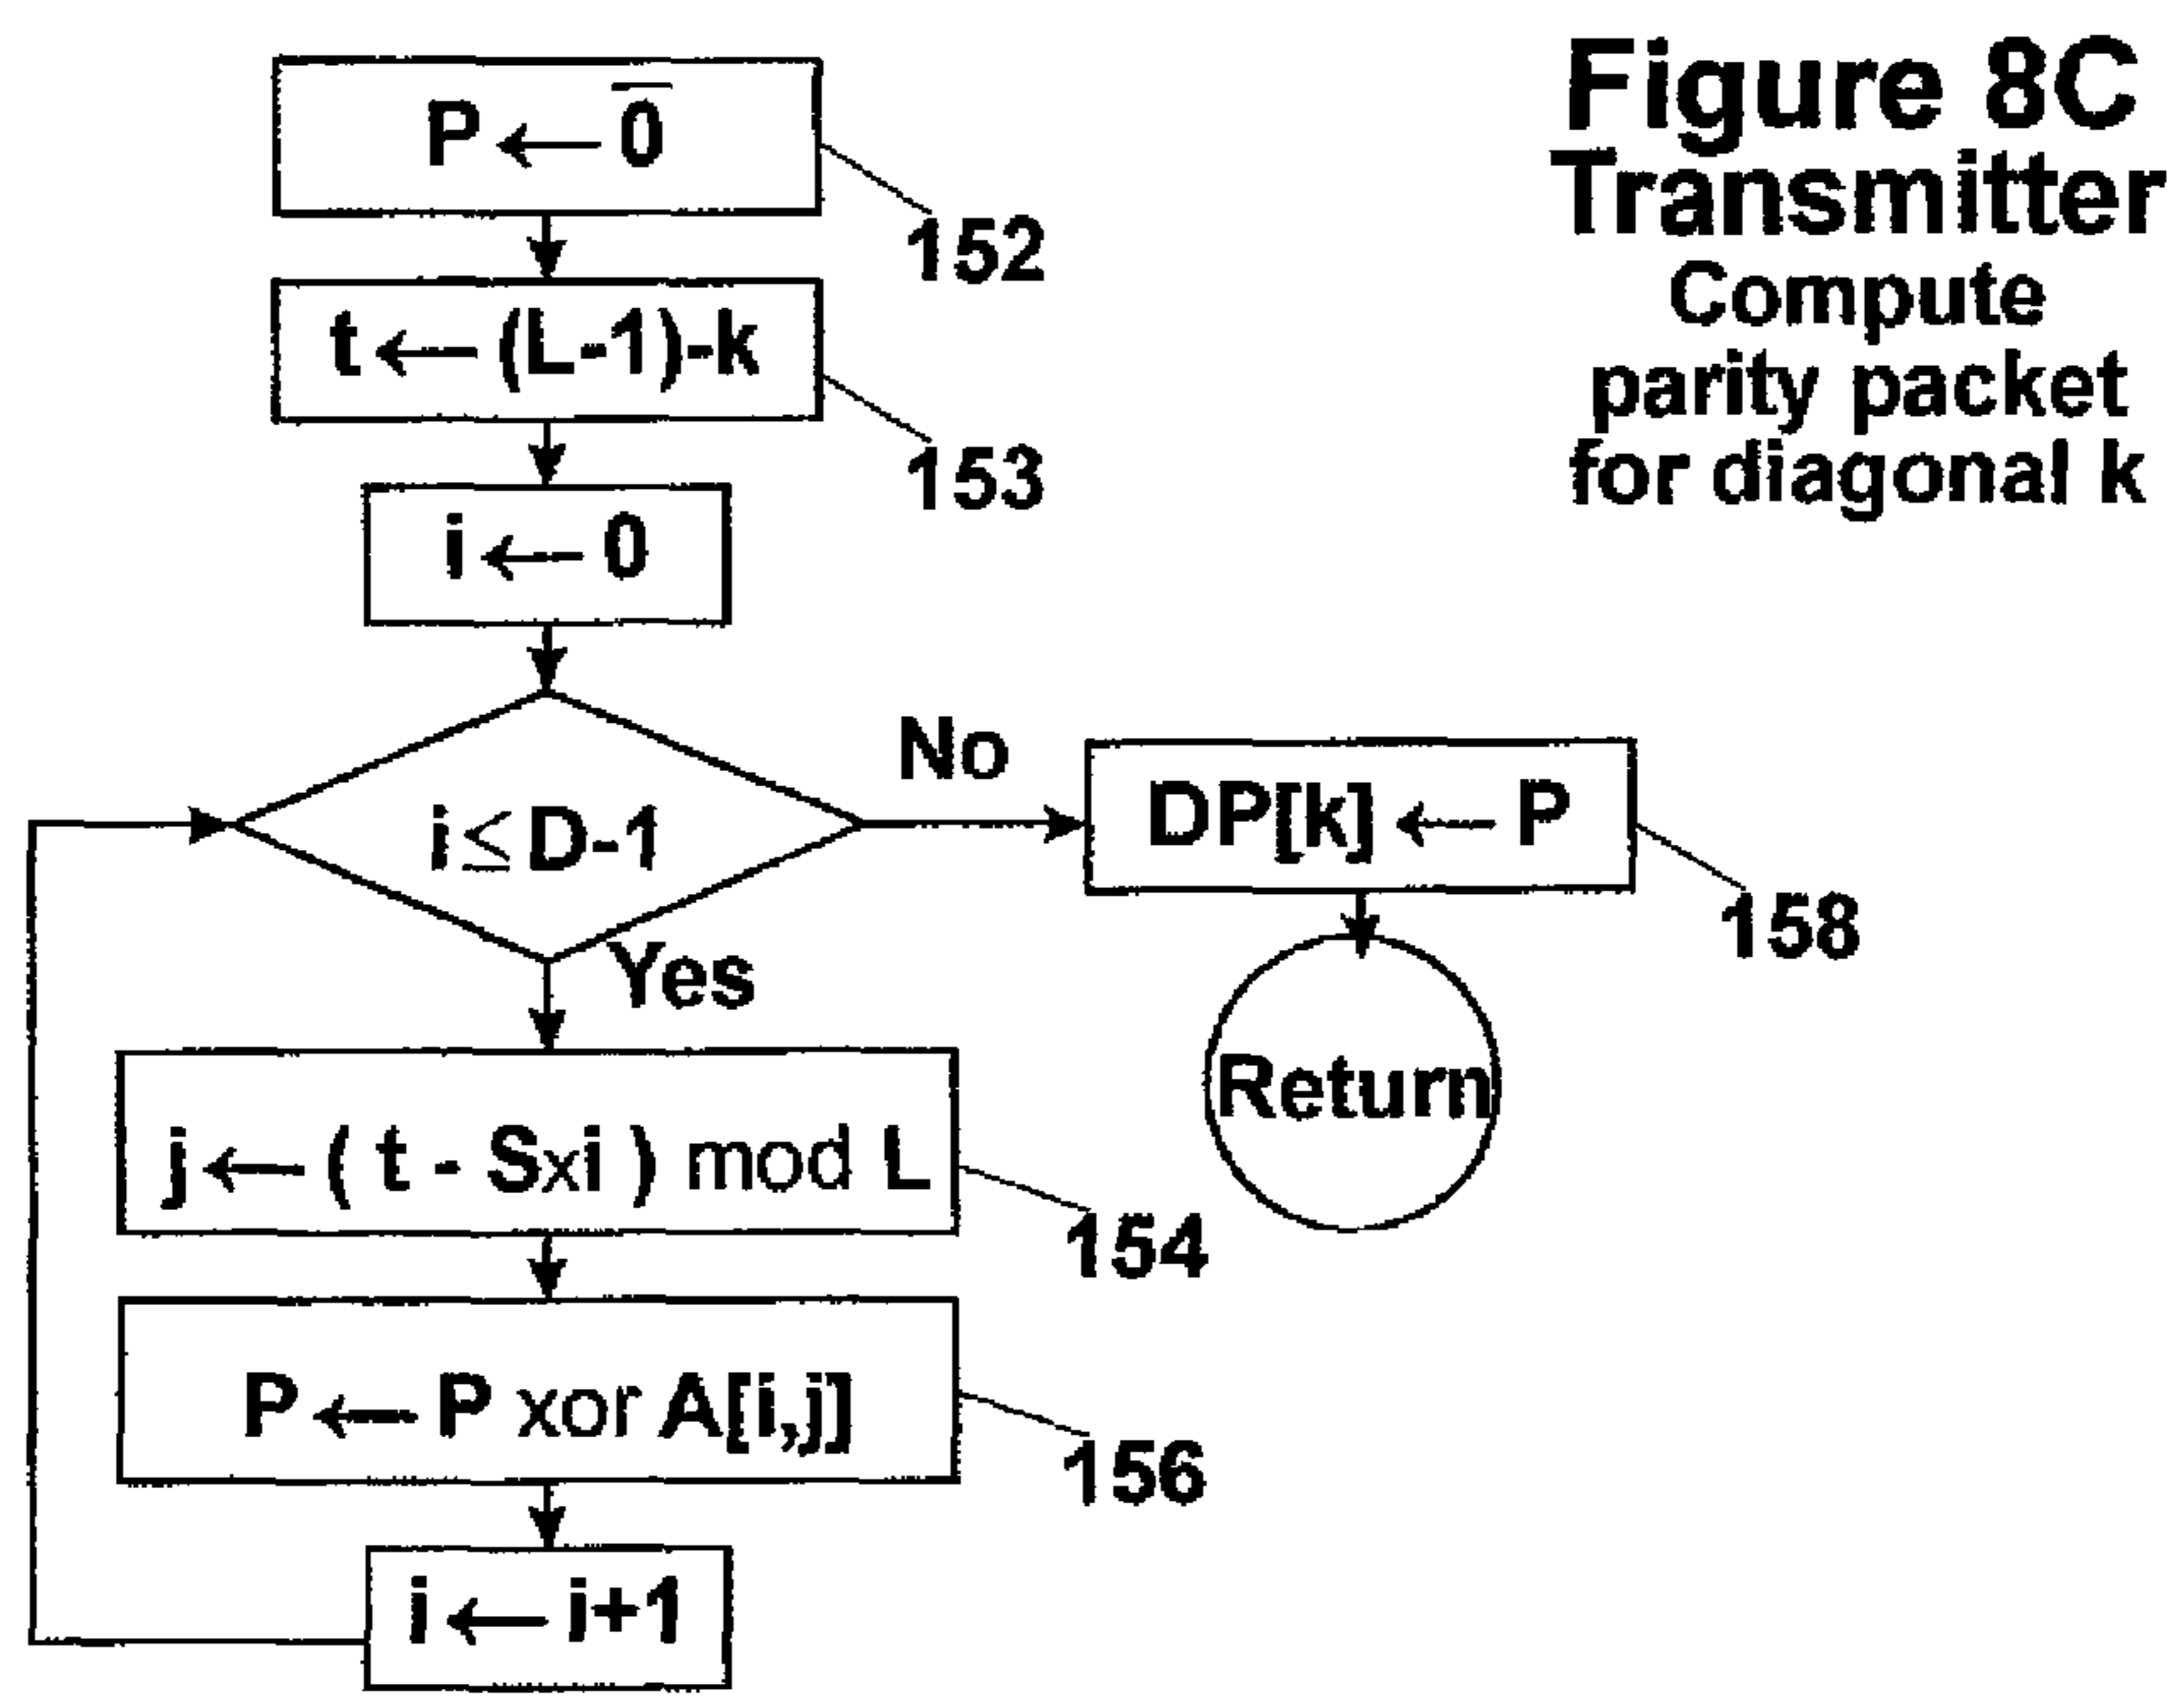 Figure 8C
Transmitter
Compute
parity packet
for diagonal k
P ← 0̅
152
t ← (L-1)-k
153
i ← 0
i ≤ D-1
No
DP[k] ← P
158
Yes
Return
j ← ( t - Sxi ) mod L
154
P ← P xor A[i,j]
156
i ← i+1